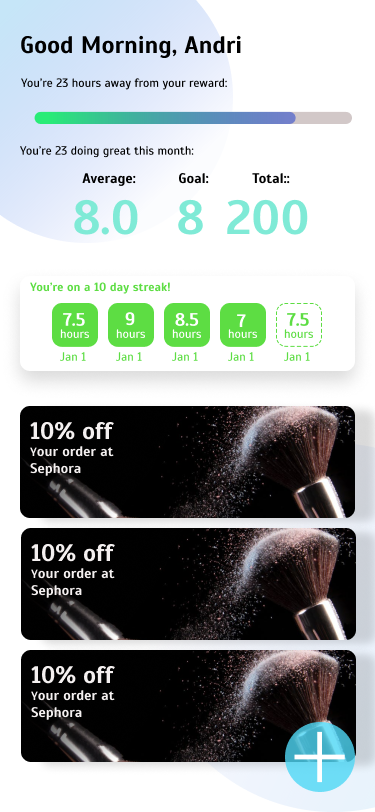 Good Morning, Andri
You're 23 hours away from your reward:
You're 23 doing great this month:
Average: Goal: Total::
8.0 8 200
You're on a 10 day streak!
7.5 9 8.5 7 7.5
hours hours hours hours hours
Jan 1 Jan 1 Jan 1 Jan 1 Jan 1
10% off
Your order at
Sephora
10% off
Your order at
Sephora
10% off
Your order at
Sephora